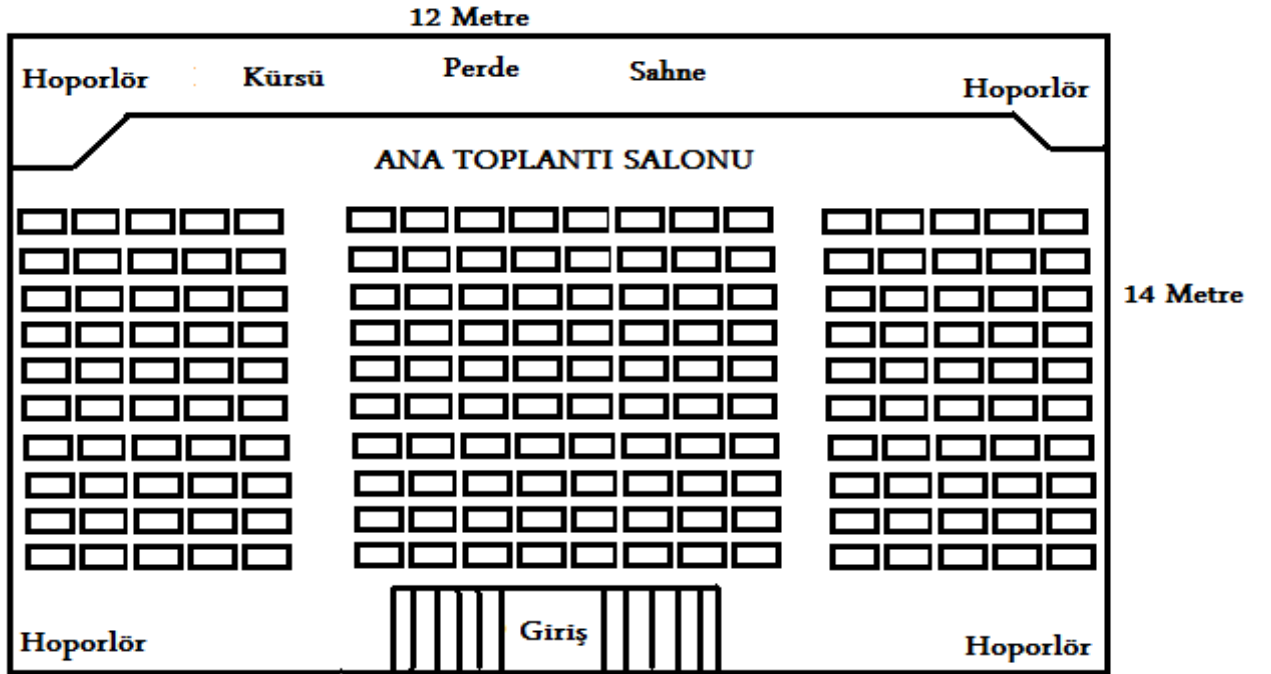 12 Metre
Hoporlör
Kürsü
Perde
Sahne
Hoporlör
ANA TOPLANTI SALONU
14 Metre
Hoporlör
Giriş
Hoporlör